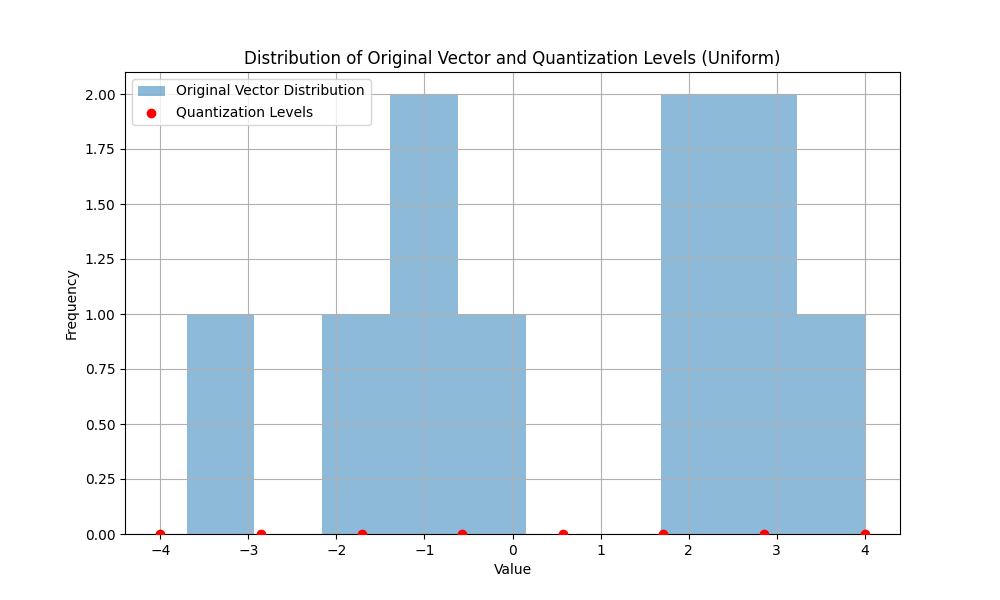 Distribution of Original Vector and Quantization Levels (Uniform)
Original Vector Distribution
Quantization Levels
Frequency
2.00
1.75
1.50
1.25
1.00
0.75
0.50
0.25
0.00
−4 −3 −2 −1 0 1 2 3 4
Value